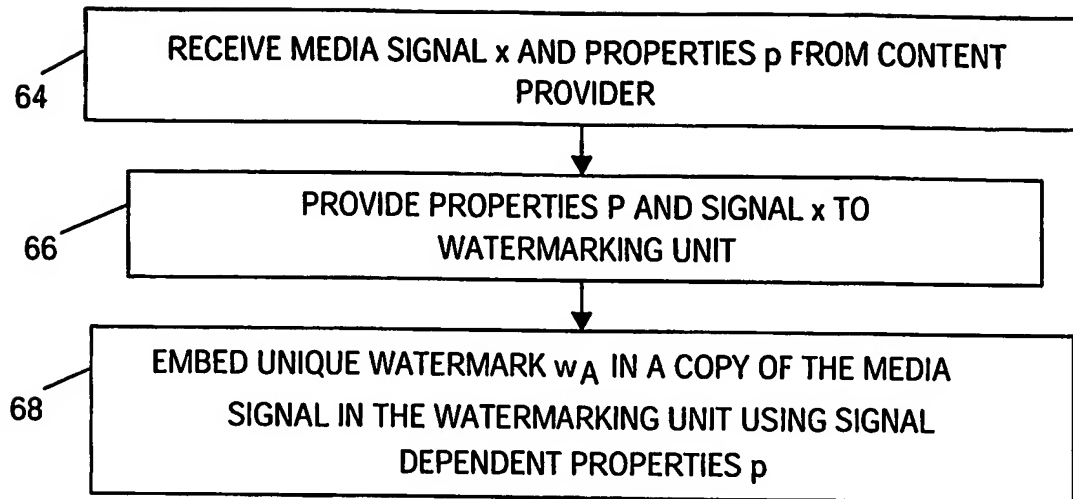 RECEIVE MEDIA SIGNAL x AND PROPERTIES p FROM CONTENT
PROVIDER
64
PROVIDE PROPERTIES P AND SIGNAL x TO
WATERMARKING UNIT
66
EMBED UNIQUE WATERMARK wA IN A COPY OF THE MEDIA
SIGNAL IN THE WATERMARKING UNIT USING SIGNAL
DEPENDENT PROPERTIES p
68